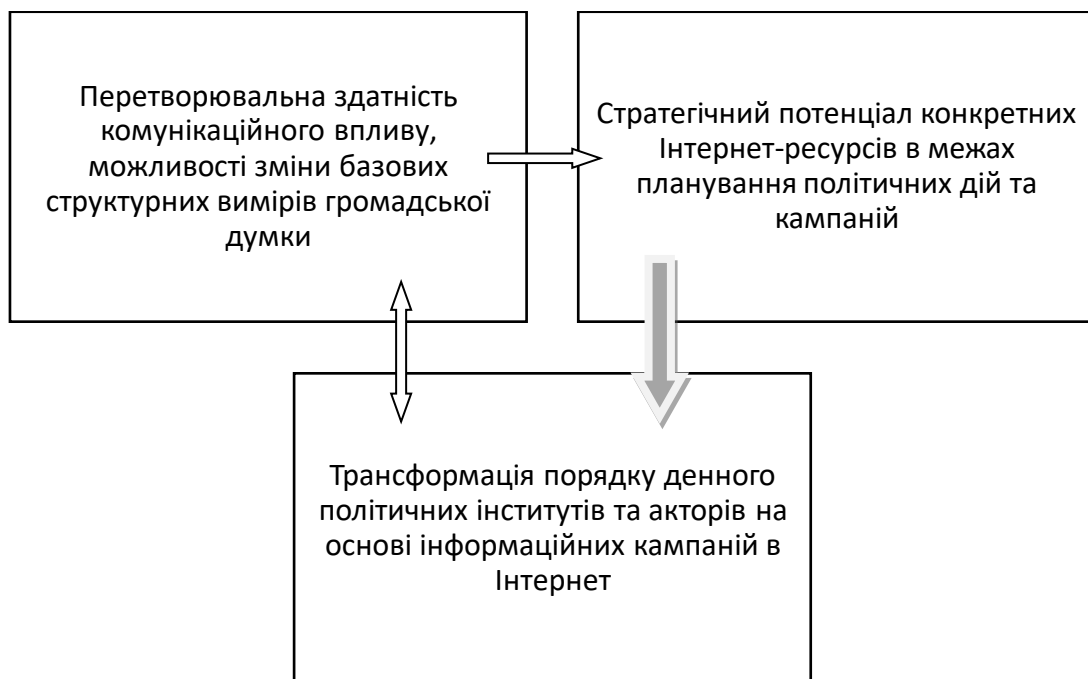 Перетворювальна здатність
комунікаційного впливу,
можливості зміни базових
структурних вимірів громадської
думки
Стратегічний потенціал конкретних
Інтернет-ресурсів в межах
планування політичних дій та
кампаній
Трансформація порядку денного
політичних інститутів та акторів на
основі інформаційних кампаній в
Інтернет